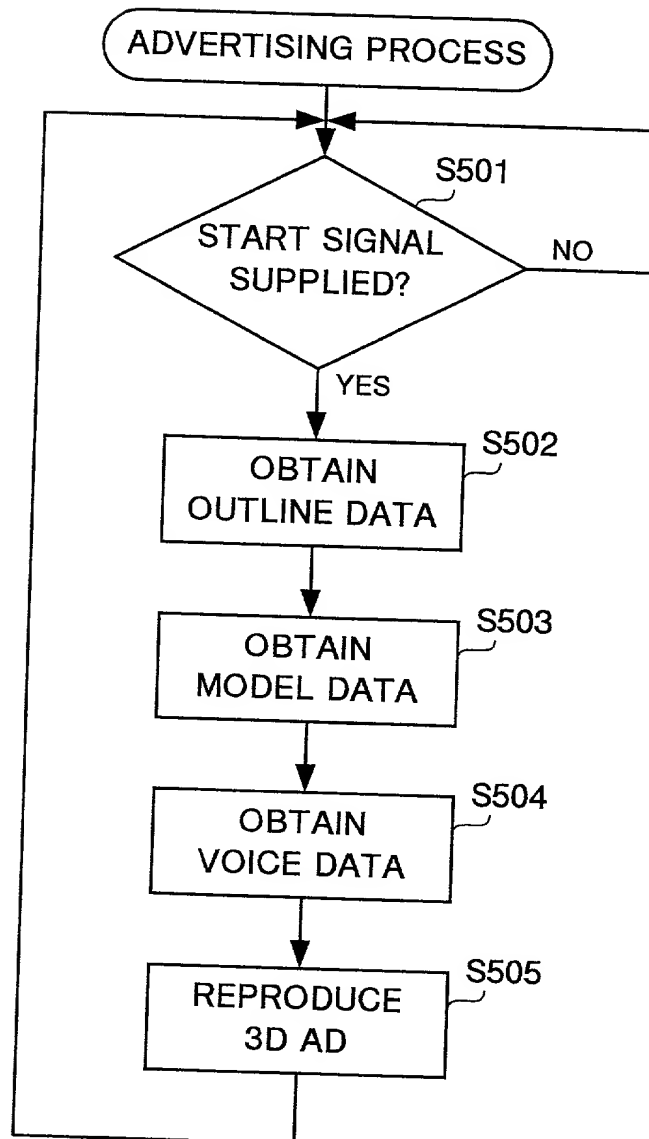 ADVERTISING PROCESS
S501
START SIGNAL
SUPPLIED?
NO
YES
S502
OBTAIN
OUTLINE DATA
S503
OBTAIN
MODEL DATA
S504
OBTAIN
VOICE DATA
S505
REPRODUCE
3D AD